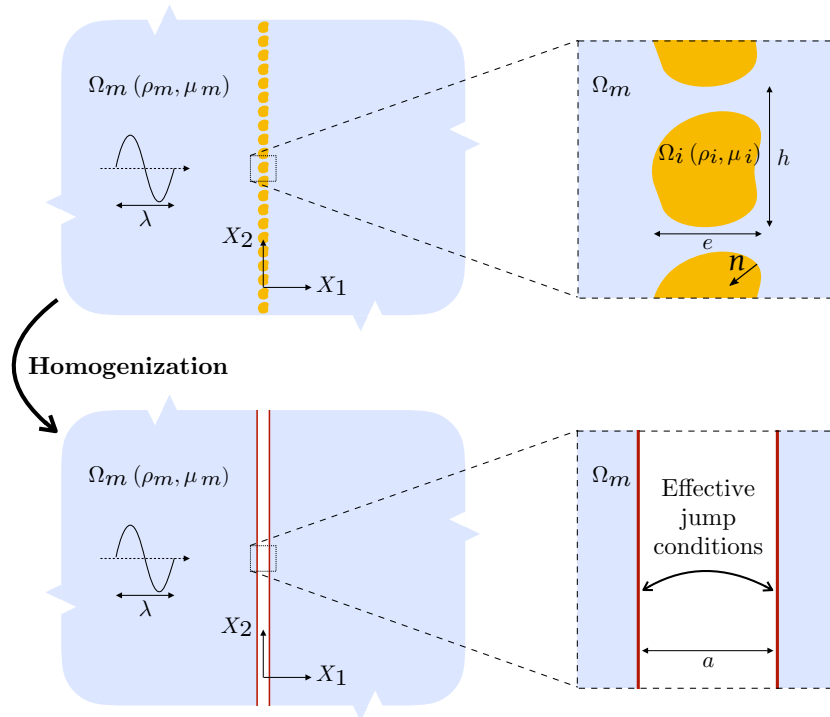 Ωm (ρm, μm)
λ
X2
X1
Ωm
Ωi (ρi, μi)
h
e
n
Homogenization
Ωm (ρm, μm)
λ
X2
X1
Ωm
Effective
jump
conditions
a